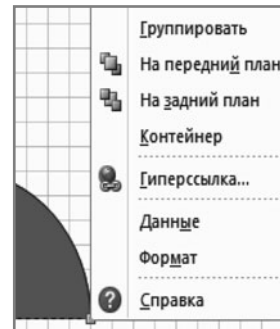 Группировать
На передний план
На задний план
Контейнер
Гиперссылка...
Данные
Формат
Справка